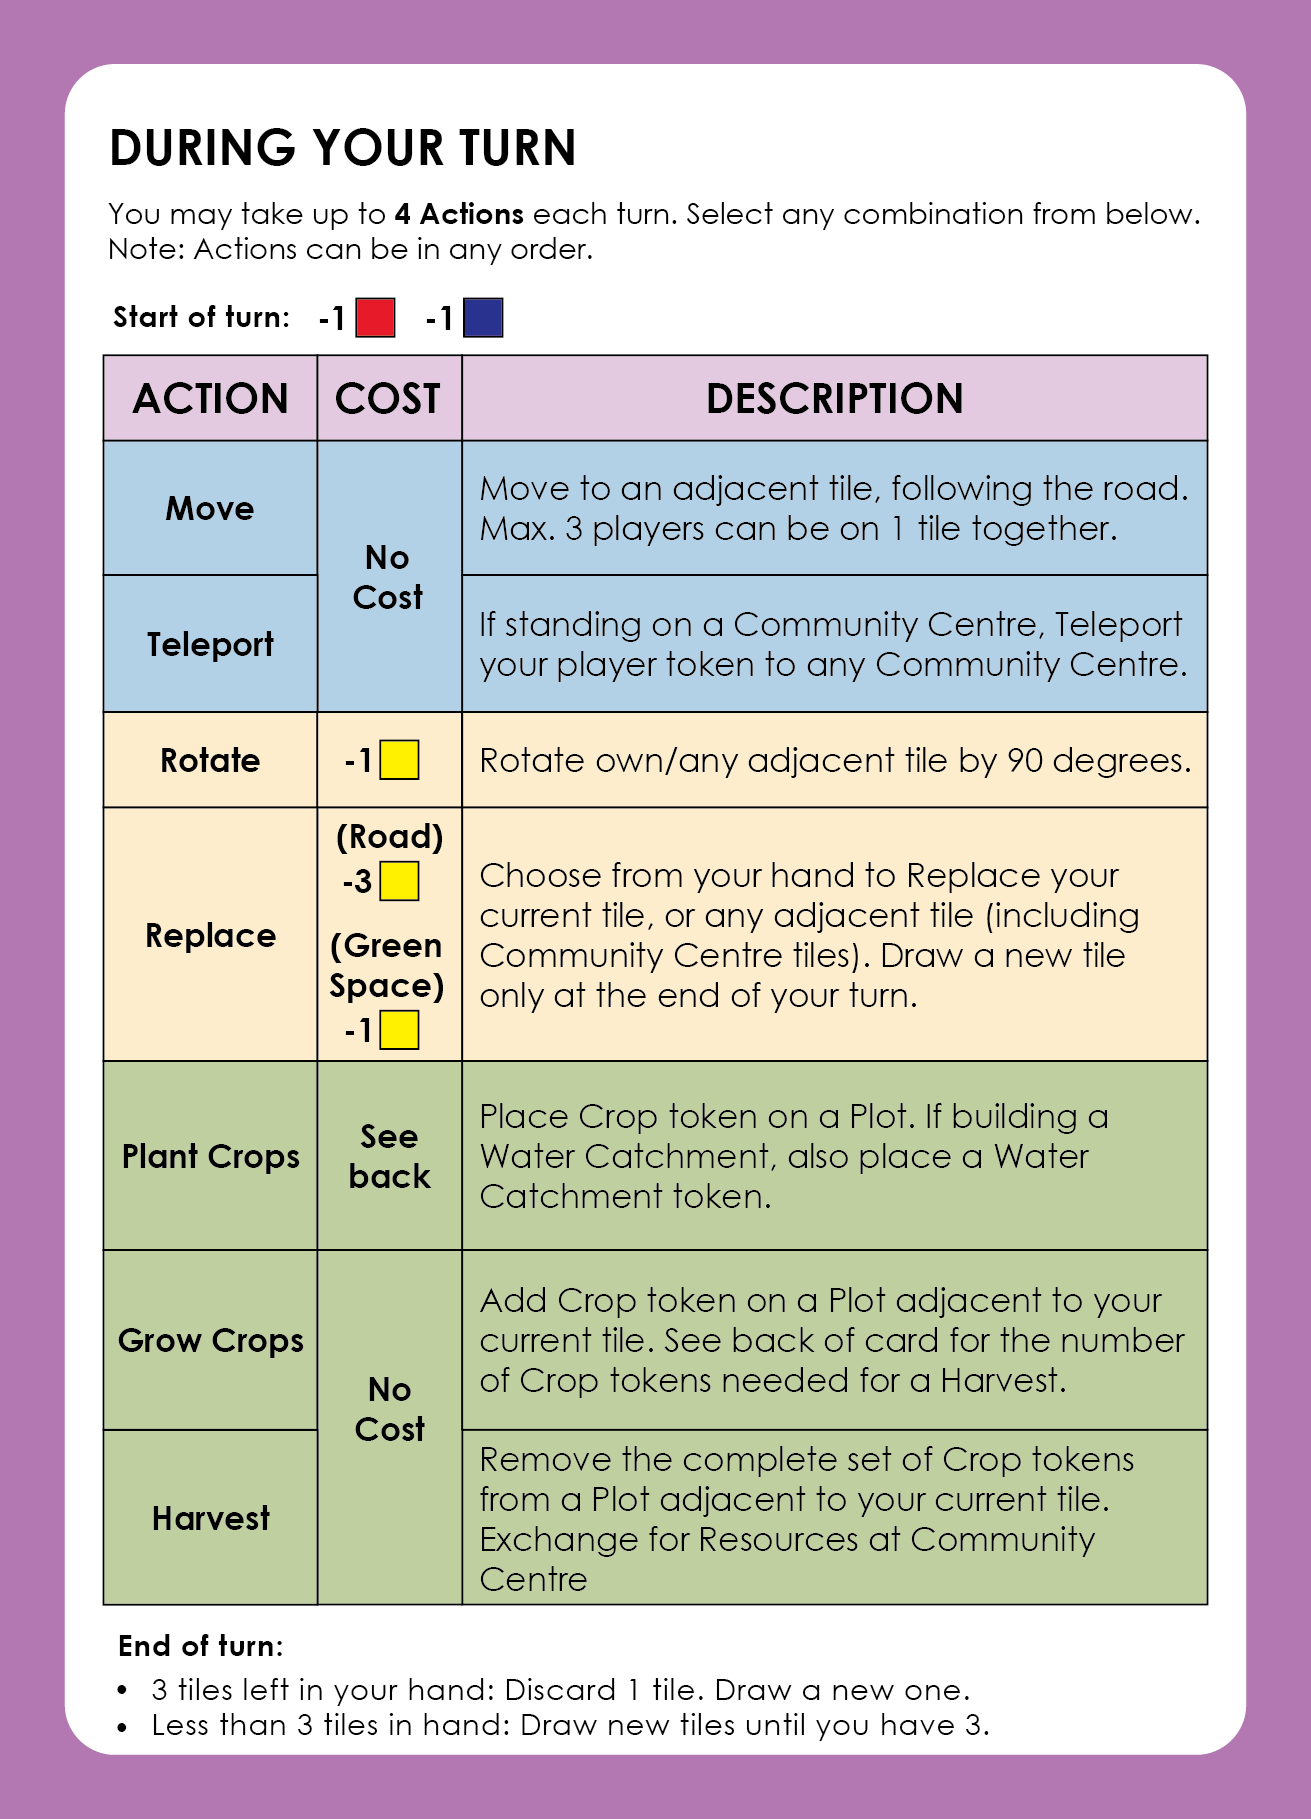 DURING YOUR TURN
You may take up to 4 Actions each turn. Select any combination from below.
Note: Actions can be in any order.
Start of turn: -1 -1
ACTION COST DESCRIPTION
Move
No
Cost
Move to an adjacent tile, following the road.
Max. 3 players can be on 1 tile together.
Teleport
If standing on a Community Centre, Teleport
your player token to any Community Centre.
Rotate
-1
Rotate own/any adjacent tile by 90 degrees.
Replace
(Road)
-3
(Green
Space)
-1
Choose from your hand to Replace your
current tile, or any adjacent tile (including
Community Centre tiles). Draw a new tile
only at the end of your turn.
Plant Crops
See
back
Place Crop token on a Plot. If building a
Water Catchment, also place a Water
Catchment token.
Grow Crops
No
Cost
Add Crop token on a Plot adjacent to your
current tile. See back of card for the number
of Crop tokens needed for a Harvest.
Harvest
Remove the complete set of Crop tokens
from a Plot adjacent to your current tile.
Exchange for Resources at Community
Centre
End of turn:
• 3 tiles left in your hand: Discard 1 tile. Draw a new one.
• Less than 3 tiles in hand: Draw new tiles until you have 3.